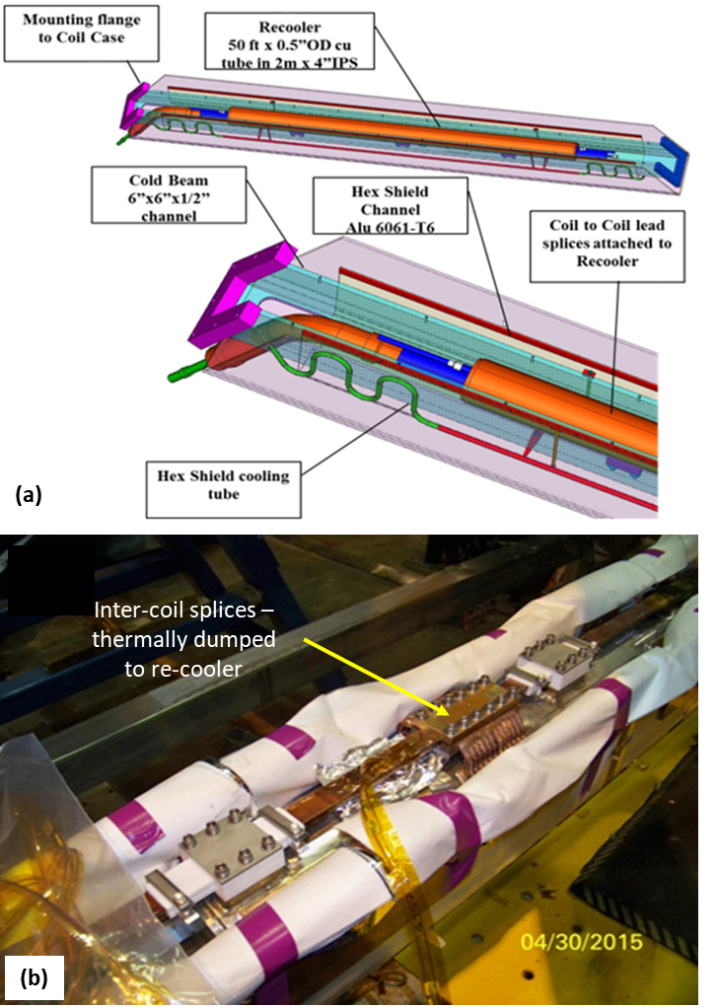 Mounting flange
to Coil Case
Recooler
50 ft x 0.5”OD cu
tube in 2m x 4”IPS
Cold Beam
6”x6”x1/2”
channel
Hex Shield
Channel
Alu 6061-T6
Coil to Coil lead
splices attached to
Recooler
Hex Shield cooling
tube
(a)
Inter-coil splices –
thermally dumped
to re-cooler
04/30/2015
(b)